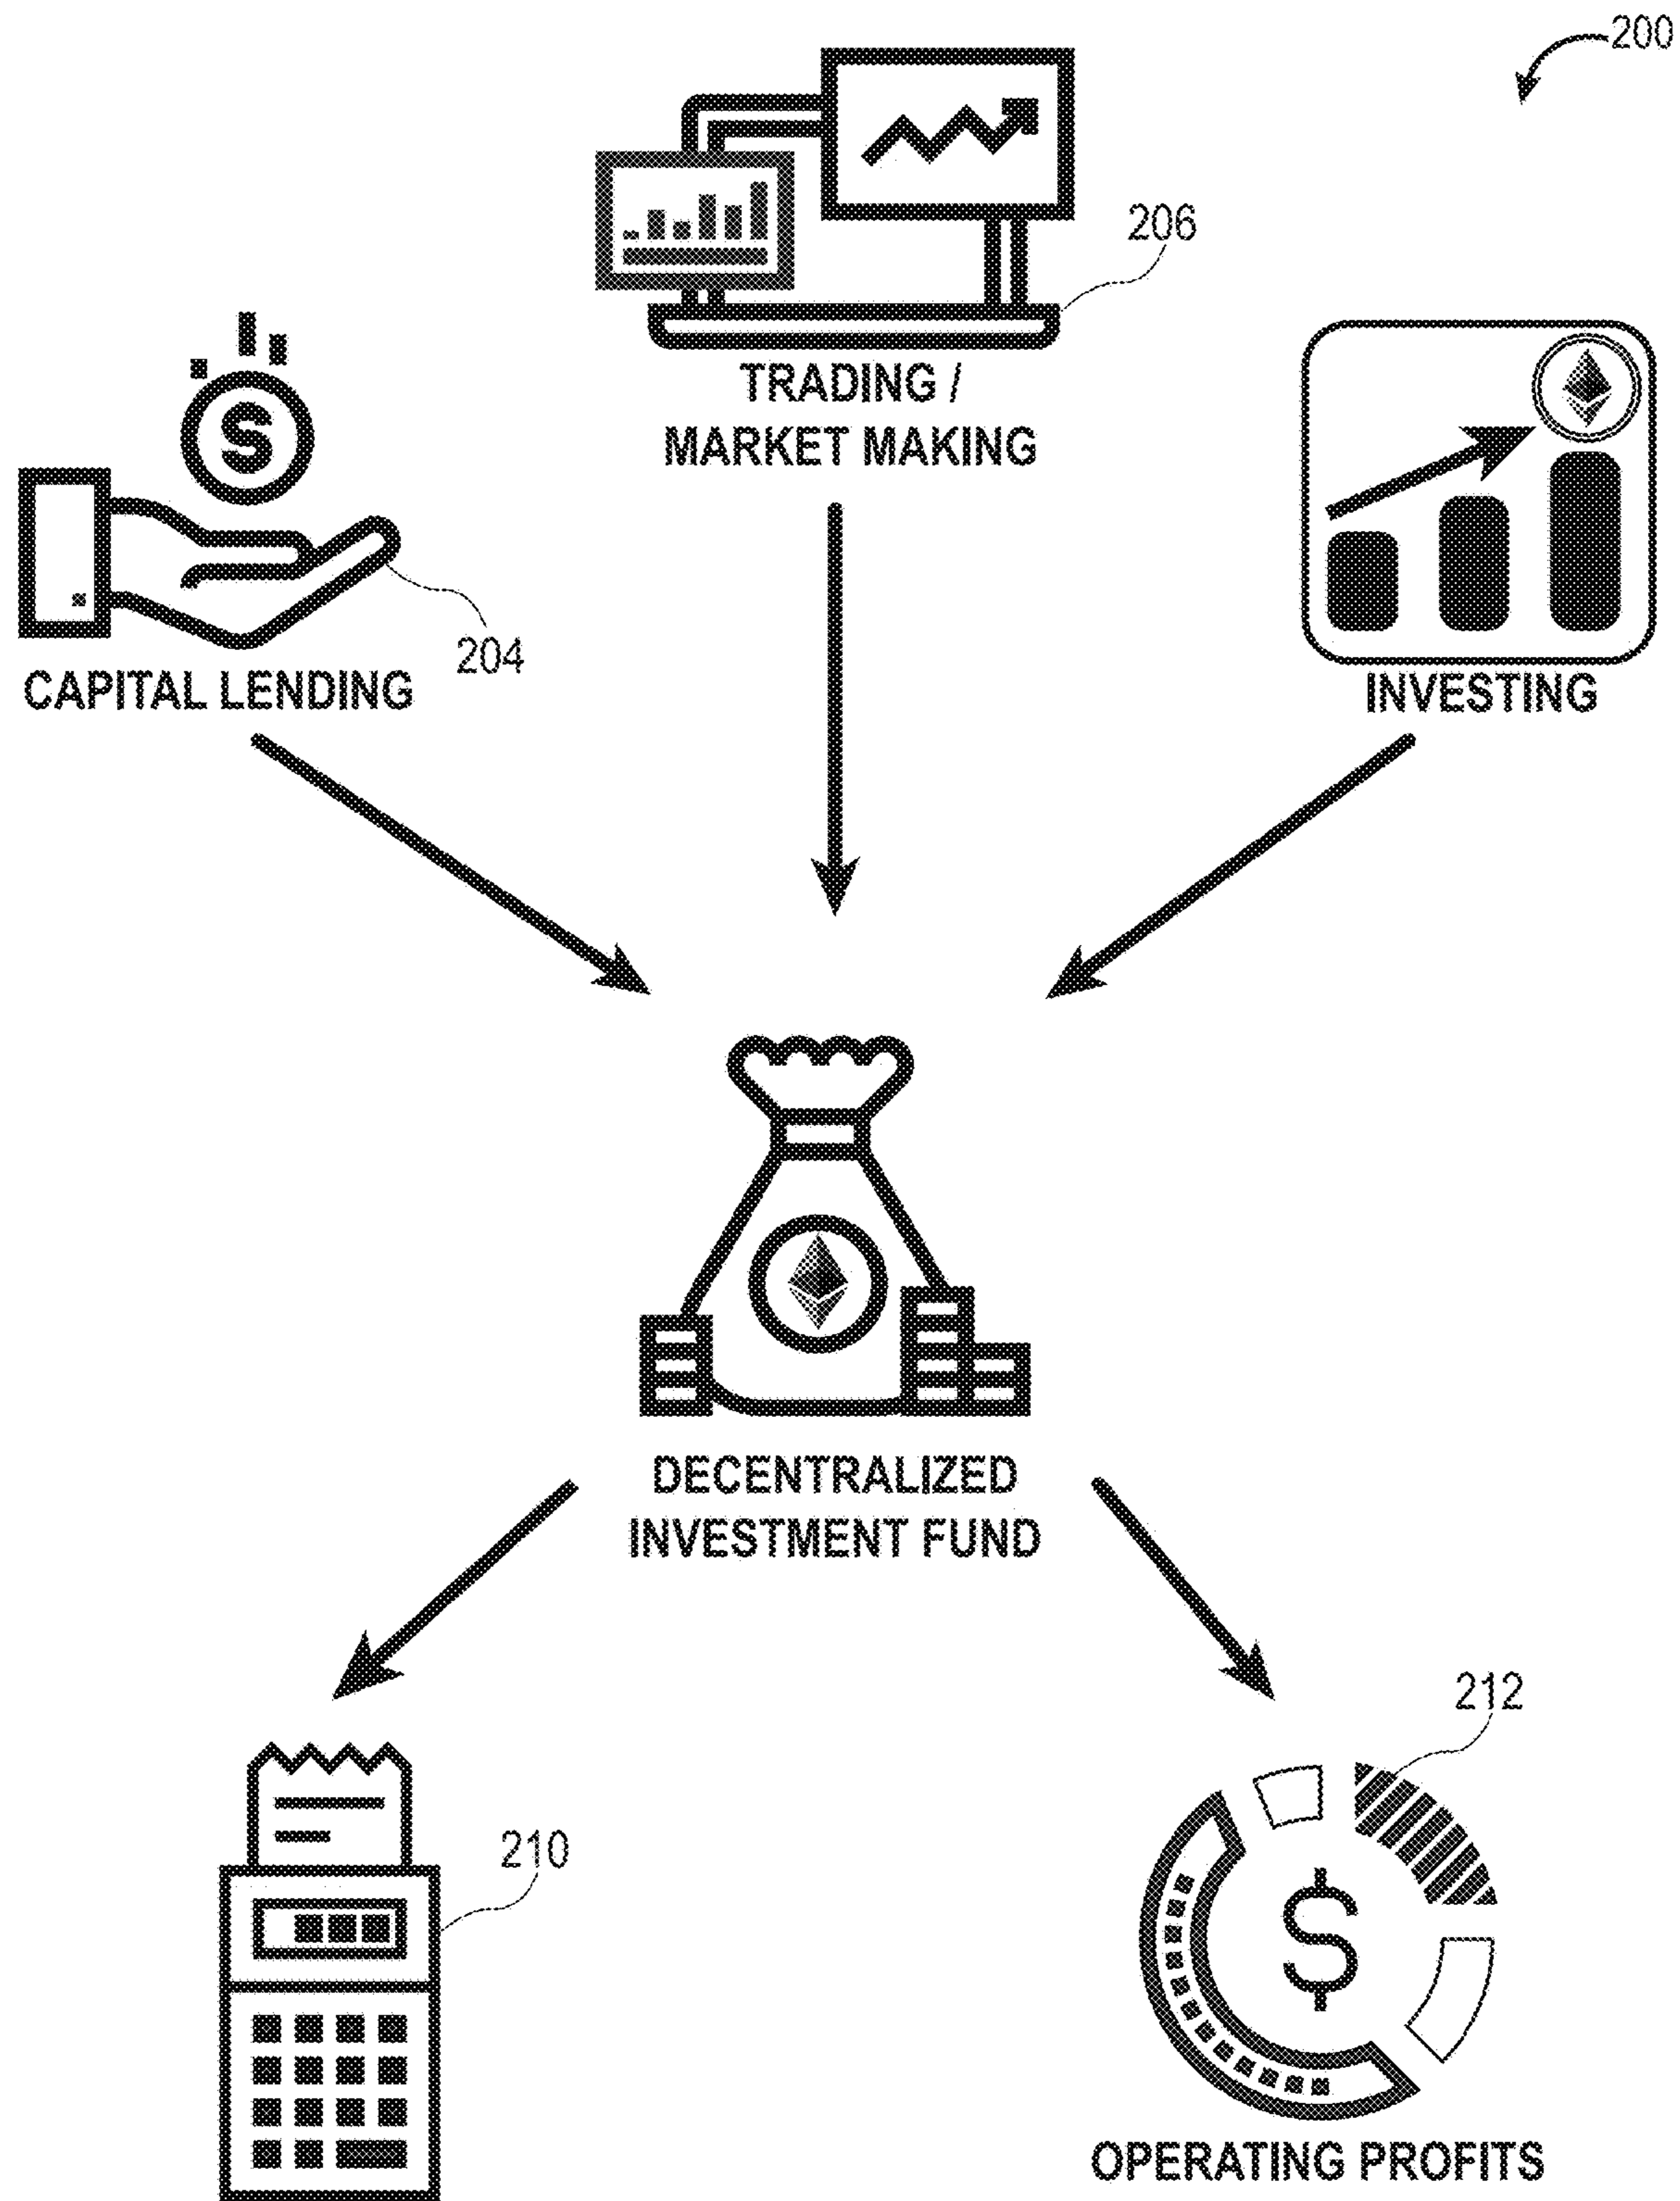 200
206
TRADING /
MARKET MAKING
S
204
CAPITAL LENDING
INVESTING
DECENTRALIZED
INVESTMENT FUND
212
210
$
OPERATING PROFITS